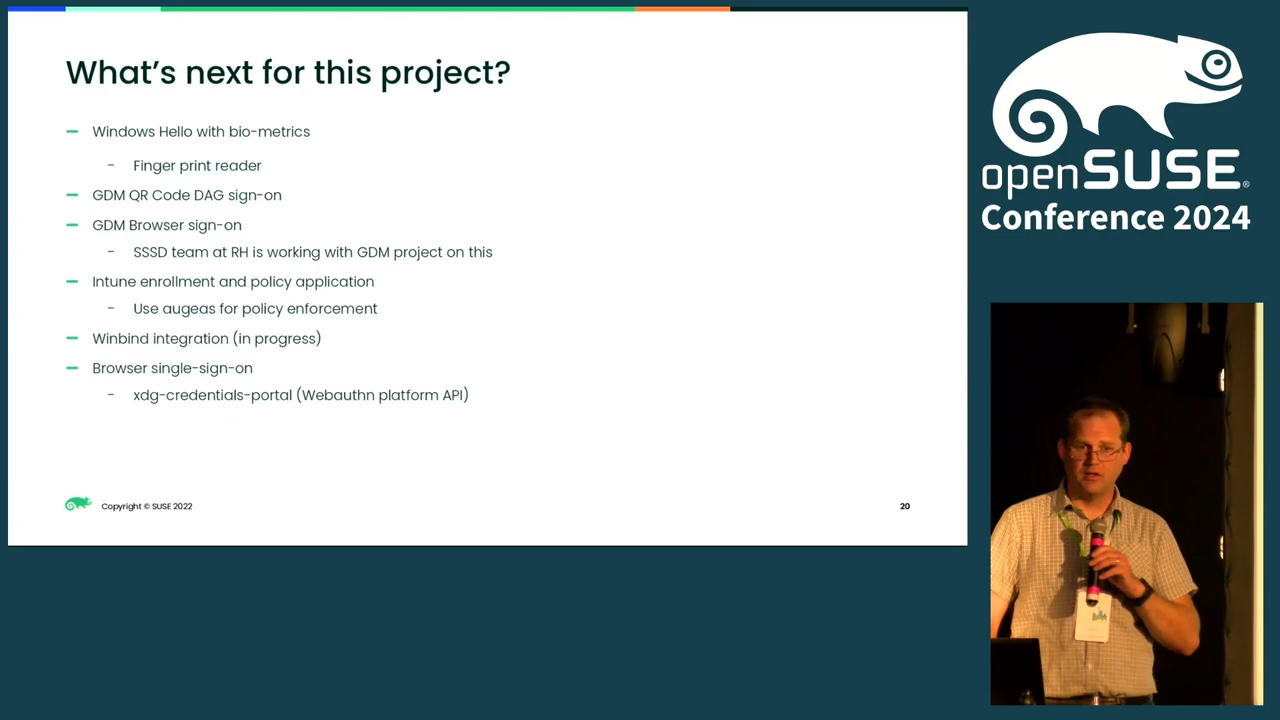 What's next for this project?
Windows Hello with bio-metrics
- Finger print reader
GDM QR Code DAG sign-on
GDM Browser sign-on
- SSSD team at RH is working with GDM project on this
Intune enrollment and policy application
- Use augeas for policy enforcement
Winbind integration (in progress)
Browser single-sign-on
- xdg-credentials-portal (Webauthn platform API)
Copyright © SUSE 2022
20
openSUSE®
Conference 2024